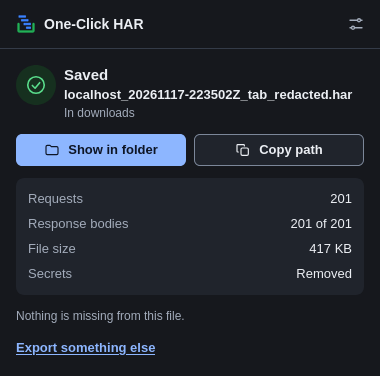 One-Click HAR
Saved
localhost_20261117-223502Z_tab_redacted.har
In downloads
Show in folder
Copy path
Requests 201
Response bodies 201 of 201
File size 417 KB
Secrets Removed
Nothing is missing from this file.
Export something else